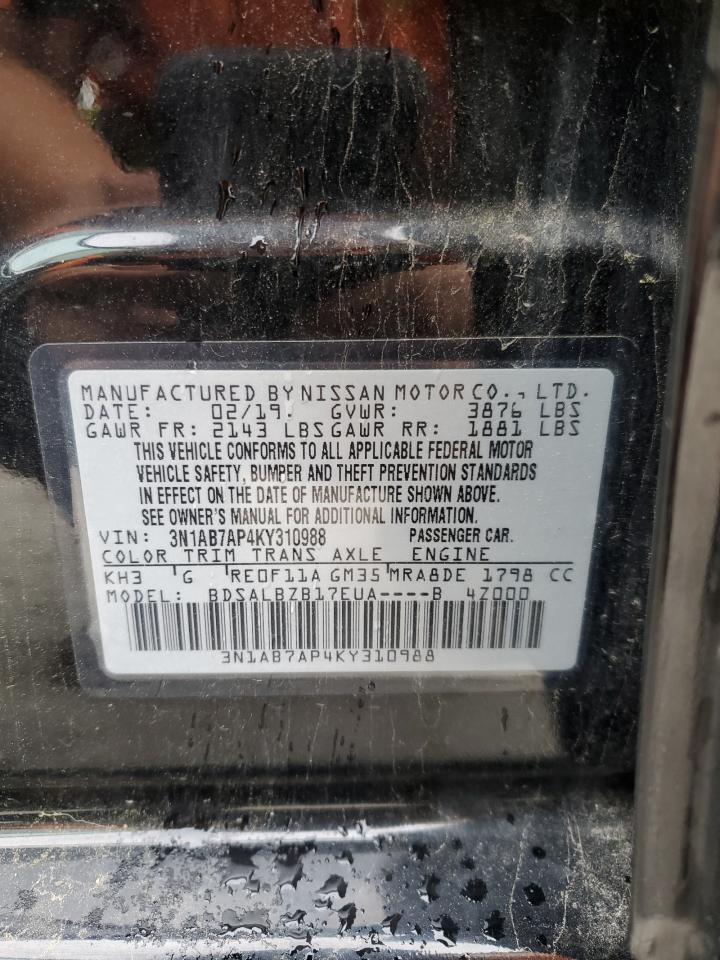 MANUFACTURED BY NISSAN MOTOR CO., LTD.
DATE: 02/19. GVWR: 3876 LBS
GAWR FR: 2143 LBS GAWR RR: 1881 LBS
THIS VEHICLE CONFORMS TO ALL APPLICABLE FEDERAL MOTOR
VEHICLE SAFETY, BUMPER AND THEFT PREVENTION STANDARDS
IN EFFECT ON THE DATE OF MANUFACTURE SHOWN ABOVE.
SEE OWNER'S MANUAL FOR ADDITIONAL INFORMATION.
VIN: 3N1AB7AP4KY310988 PASSENGER CAR.
COLOR TRIM TRANS AXLE ENGINE
KH3 G RE0F11A GM35 MRA8DE 1798 CC
MODEL: BDSALBZB17EUA----B 4Z000
3N1AB7AP4KY310988